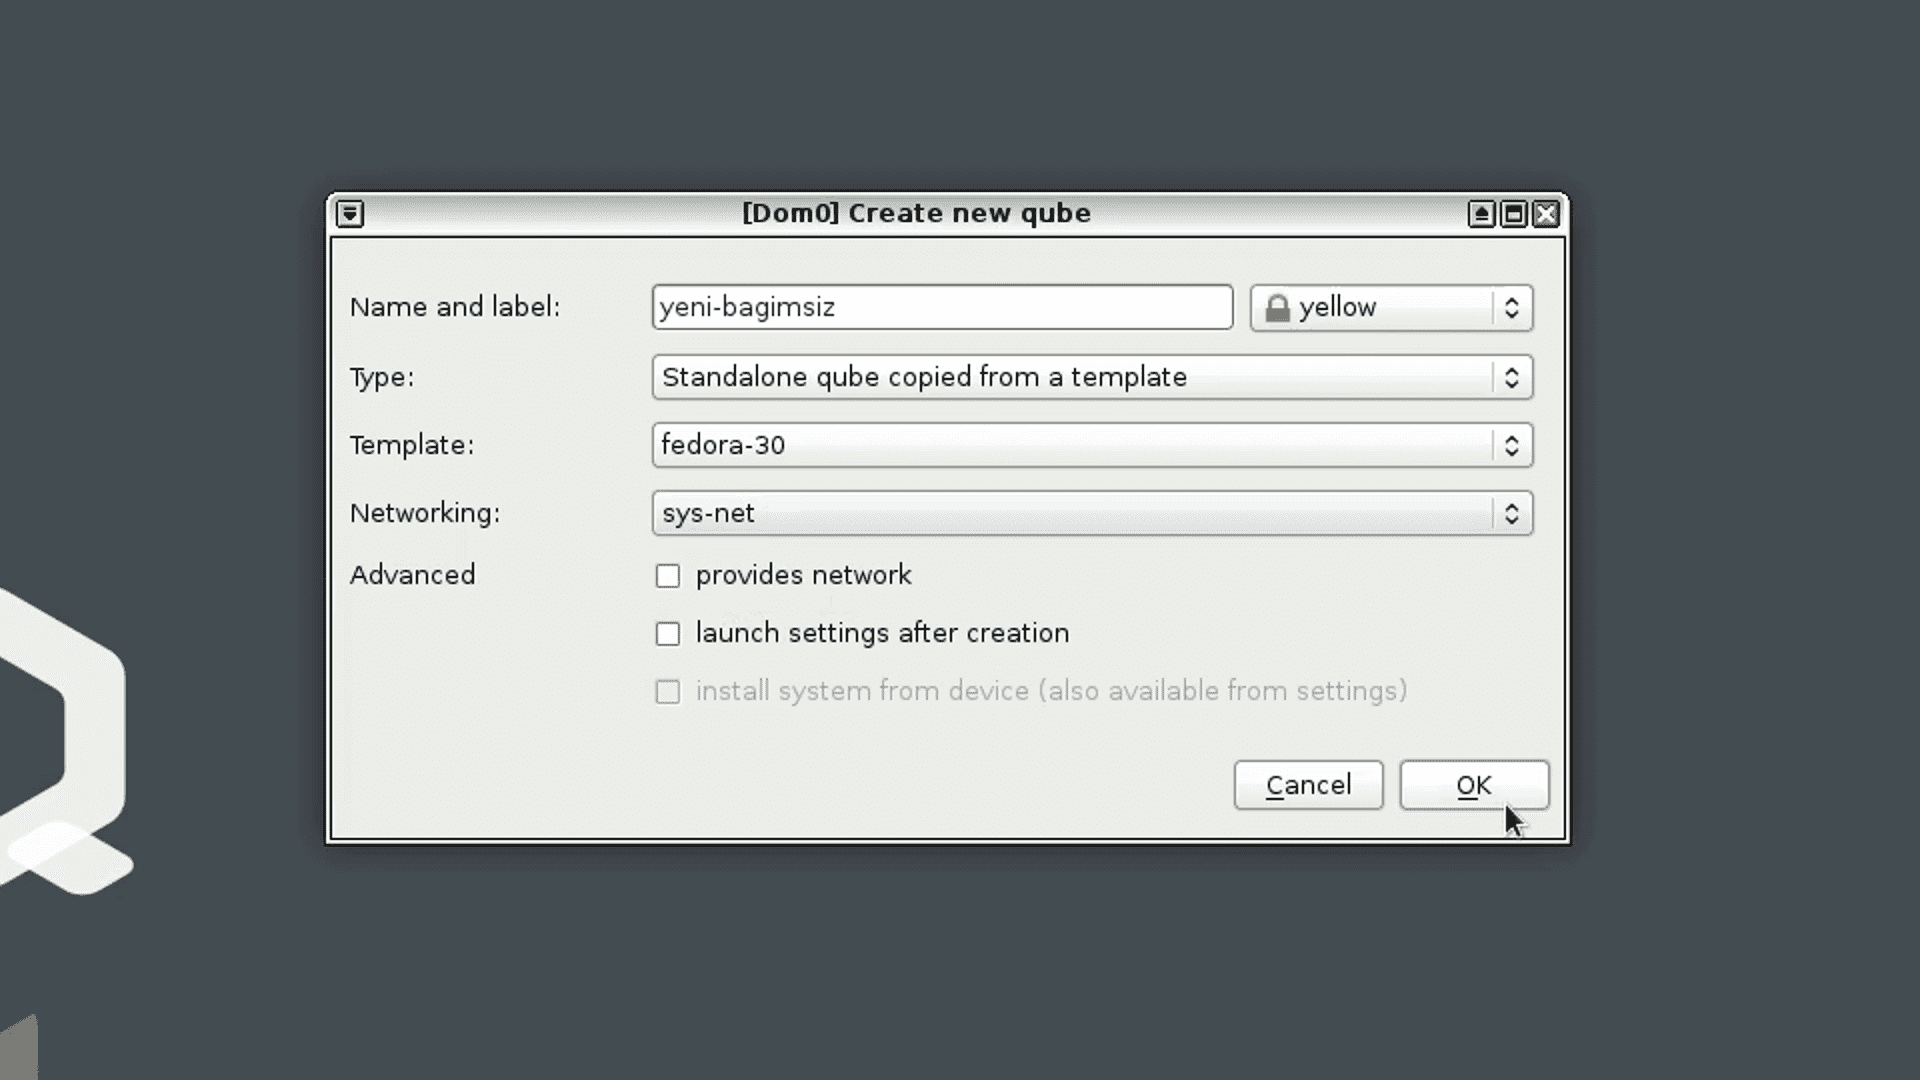 [Dom0] Create new qube
Name and label: yeni-bagimsiz yellow
Type: Standalone qube copied from a template
Template: fedora-30
Networking: sys-net
Advanced provides network
launch settings after creation
install system from device (also available from settings)
Cancel OK